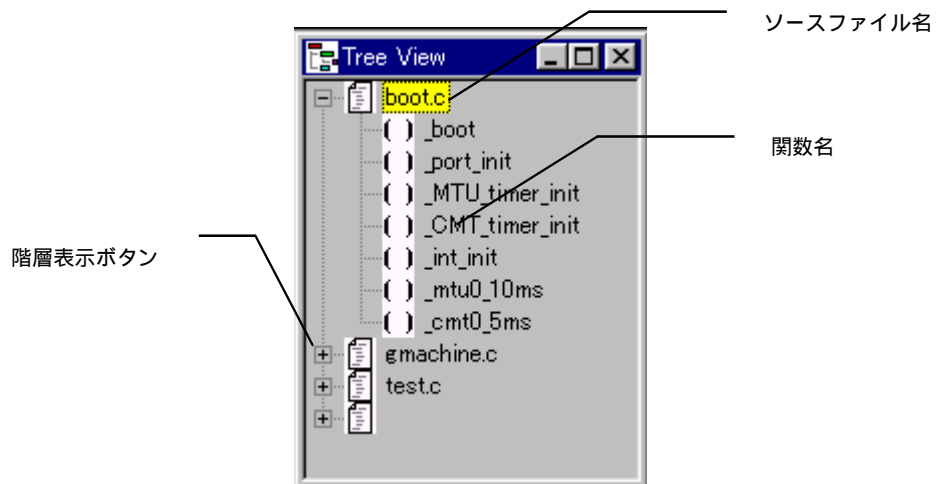 ソースファイル名
Tree View
boot.c
( ) _boot
( ) _port_init
関数名
( ) _MTU_timer_init
( ) _CMT_timer_init
( ) _int_init
階層表示ボタン
( ) _mtu0_10ms
( ) _cmt0_5ms
gmachine.c
test.c